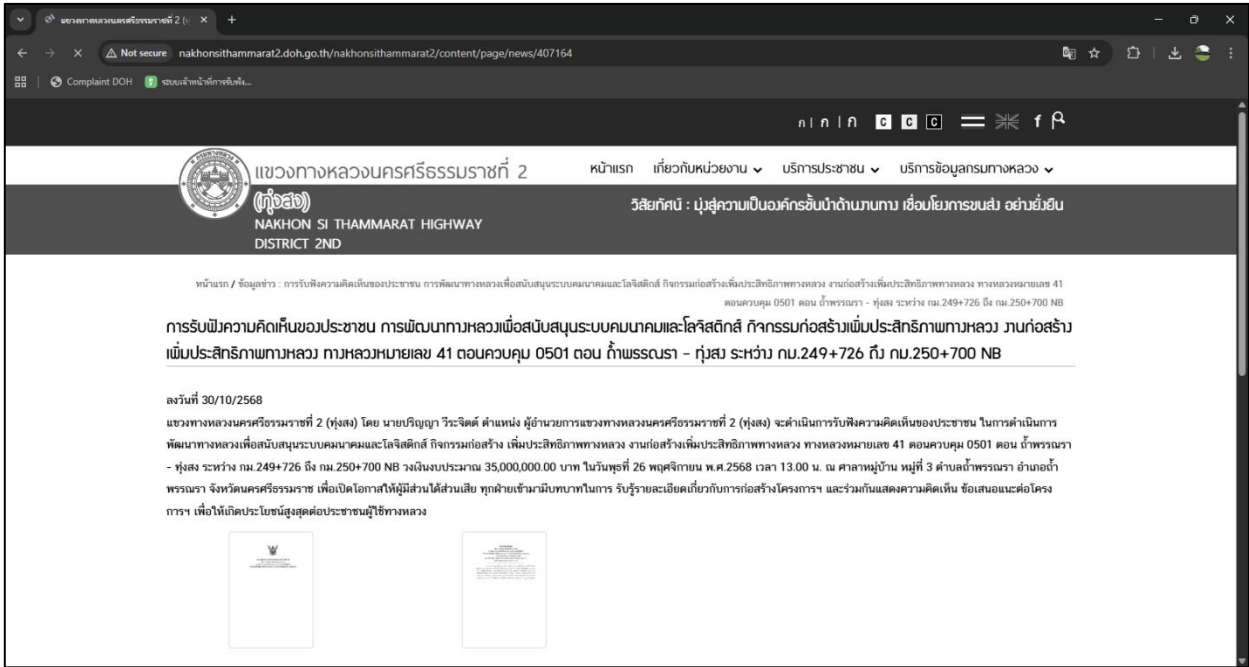 แขวงทางหลวงนครศรีธรรมราชที่ 2 (
Not secure nakhonsithammarat2.doh.go.th/nakhonsithammarat2/content/page/news/407164
Complaint DOH ระบบเจ้าหน้าที่การรับฟัง...
ก | ก | ก C C C f
แขวงทางหลวงนครศรีธรรมราชที่ 2
(ทุ่งสง)
NAKHON SI THAMMARAT HIGHWAY
DISTRICT 2ND
หน้าแรก เกี่ยวกับหน่วยงาน บริการประชาชน บริการข้อมูลกรมทางหลวง
วิสัยทัศน์ : มุ่งสู่ความเป็นองค์กรชั้นนำด้านงานทาง เชื่อมโยงการขนส่ง อย่างยั่งยืน
หน้าแรก / ข้อมูลข่าว : การรับฟังความคิดเห็นของประชาชน การพัฒนาทางหลวงเพื่อสนับสนุนระบบคมนาคมและโลจิสติกส์ กิจกรรมก่อสร้างเพิ่มประสิทธิภาพทางหลวง งานก่อสร้างเพิ่มประสิทธิภาพทางหลวง ทางหลวงหมายเลข 41
ตอนควบคุม 0501 ตอน ถ้ำพรรณรา - ทุ่งสง ระหว่าง กม.249+726 ถึง กม.250+700 NB
การรับฟังความคิดเห็นของประชาชน การพัฒนาทางหลวงเพื่อสนับสนุนระบบคมนาคมและโลจิสติกส์ กิจกรรมก่อสร้างเพิ่มประสิทธิภาพทางหลวง งานก่อสร้าง
เพิ่มประสิทธิภาพทางหลวง ทางหลวงหมายเลข 41 ตอนควบคุม 0501 ตอน ถ้ำพรรณรา - ทุ่งสง ระหว่าง กม.249+726 ถึง กม.250+700 NB
ลงวันที่ 30/10/2568
แขวงทางหลวงนครศรีธรรมราชที่ 2 (ทุ่งสง) โดย นายปริญญา วีระจิตต์ ตำแหน่ง ผู้อำนวยการแขวงทางหลวงนครศรีธรรมราชที่ 2 (ทุ่งสง) จะดำเนินการรับฟังความคิดเห็นของประชาชน ในการดำเนินการ
พัฒนาทางหลวงเพื่อสนับสนุนระบบคมนาคมและโลจิสติกส์ กิจกรรมก่อสร้าง เพิ่มประสิทธิภาพทางหลวง งานก่อสร้างเพิ่มประสิทธิภาพทางหลวง ทางหลวงหมายเลข 41 ตอนควบคุม 0501 ตอน ถ้ำพรรณรา
- ทุ่งสง ระหว่าง กม.249+726 ถึง กม.250+700 NB วงเงินงบประมาณ 35,000,000.00 บาท ในวันพุธที่ 26 พฤศจิกายน พ.ศ.2568 เวลา 13.00 น. ณ ศาลาหมู่บ้าน หมู่ที่ 3 ตำบลถ้ำพรรณรา อำเภอถ้ำ
พรรณรา จังหวัดนครศรีธรรมราช เพื่อเปิดโอกาสให้ผู้มีส่วนได้ส่วนเสีย ทุกฝ่ายเข้ามามีบทบาทในการ รับรู้รายละเอียดเกี่ยวกับการก่อสร้างโครงการฯ และร่วมกันแสดงความคิดเห็น ข้อเสนอแนะต่อโครง
การฯ เพื่อให้เกิดประโยชน์สูงสุดต่อประชาชนผู้ใช้ทางหลวง